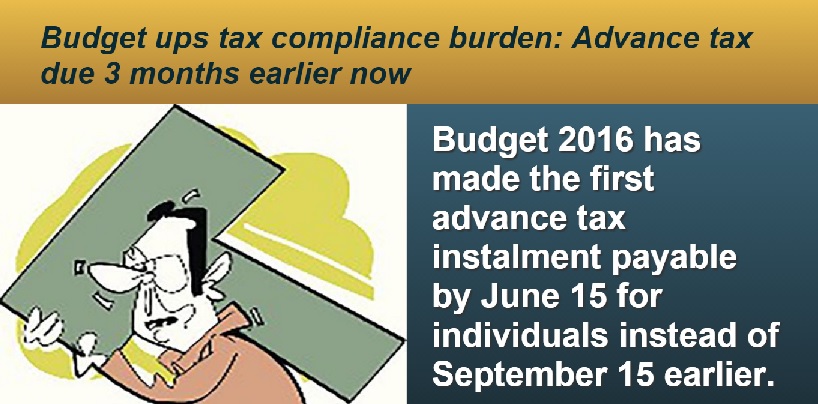 Budget ups tax compliance burden: Advance tax
due 3 months earlier now
Budget 2016 has
made the first
advance tax
instalment payable
by June 15 for
individuals instead of
September 15 earlier.